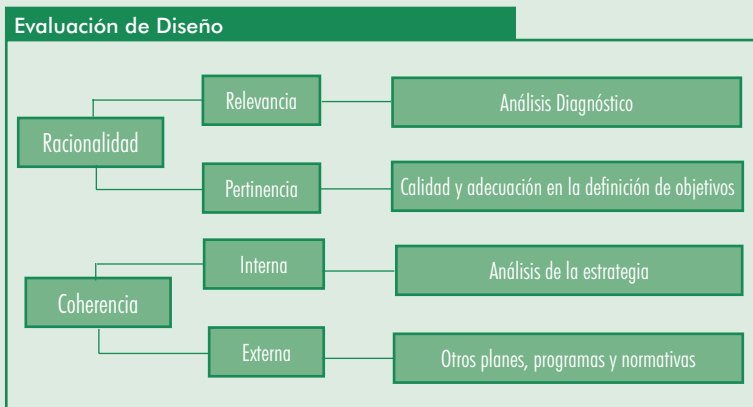 Evaluación de Diseño
Racionalidad
Relevancia
Análisis Diagnóstico
Pertinencia
Calidad y adecuación en la definición de objetivos
Coherencia
Interna
Análisis de la estrategia
Externa
Otros planes, programas y normativas